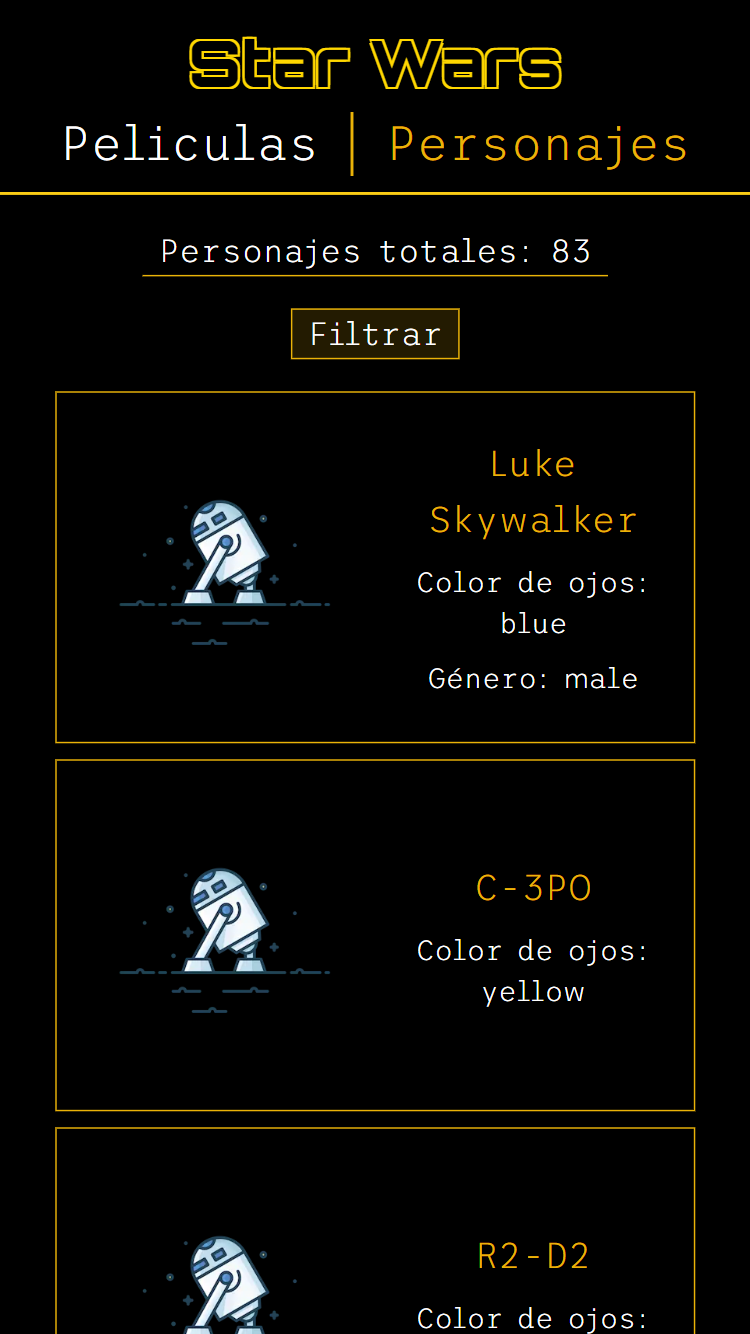 Star Wars
Peliculas | Personajes
Personajes totales: 83
Filtrar
Luke
Skywalker
Color de ojos:
blue
Género: male
C-3PO
Color de ojos:
yellow
R2-D2
Color de ojos: